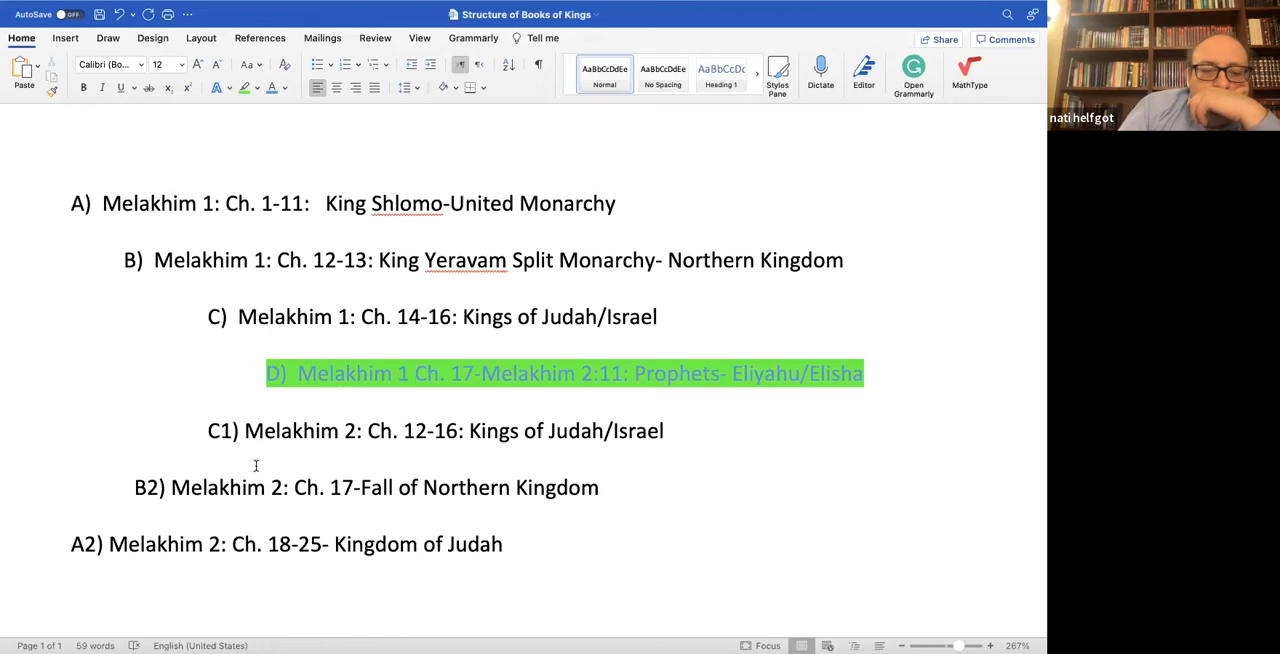 AutoSave OFF Structure of Books of Kings
Home Insert Draw Design Layout References Mailings Review View Grammarly Tell me Share Comments
Calibri (Bo... 12 A A Aa A
Paste B I U ab x₂ x² A A
AaBbCcDdEe AaBbCcDdEe AaBbCcDc
Normal No Spacing Heading 1 Styles Pane Dictate Editor Open Grammarly MathType
nati helfgot
A) Melakhim 1: Ch. 1-11: King Shlomo-United Monarchy
B) Melakhim 1: Ch. 12-13: King Yeravam Split Monarchy- Northern Kingdom
C) Melakhim 1: Ch. 14-16: Kings of Judah/Israel
D) Melakhim 1 Ch. 17-Melakhim 2:11: Prophets- Eliyahu/Elisha
C1) Melakhim 2: Ch. 12-16: Kings of Judah/Israel
B2) Melakhim 2: Ch. 17-Fall of Northern Kingdom
A2) Melakhim 2: Ch. 18-25- Kingdom of Judah
Page 1 of 1 59 words English (United States) Focus 267%